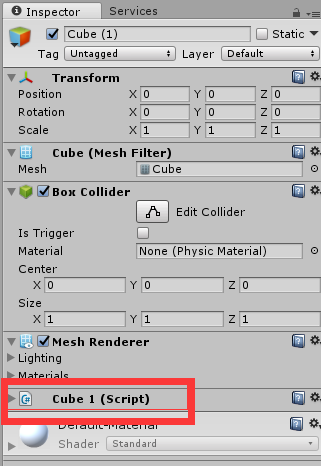 Inspector Services
Cube (1) Static
Tag Untagged Layer Default
Transform
Position X 0 Y 0 Z 0
Rotation X 0 Y 0 Z 0
Scale X 1 Y 1 Z 1
Cube (Mesh Filter)
Mesh Cube
Box Collider
Edit Collider
Is Trigger
Material None (Physic Material)
Center
X 0 Y 0 Z 0
Size
X 1 Y 1 Z 1
Mesh Renderer
Lighting
Materials
Cube 1 (Script)
Default-Material
Shader Standard